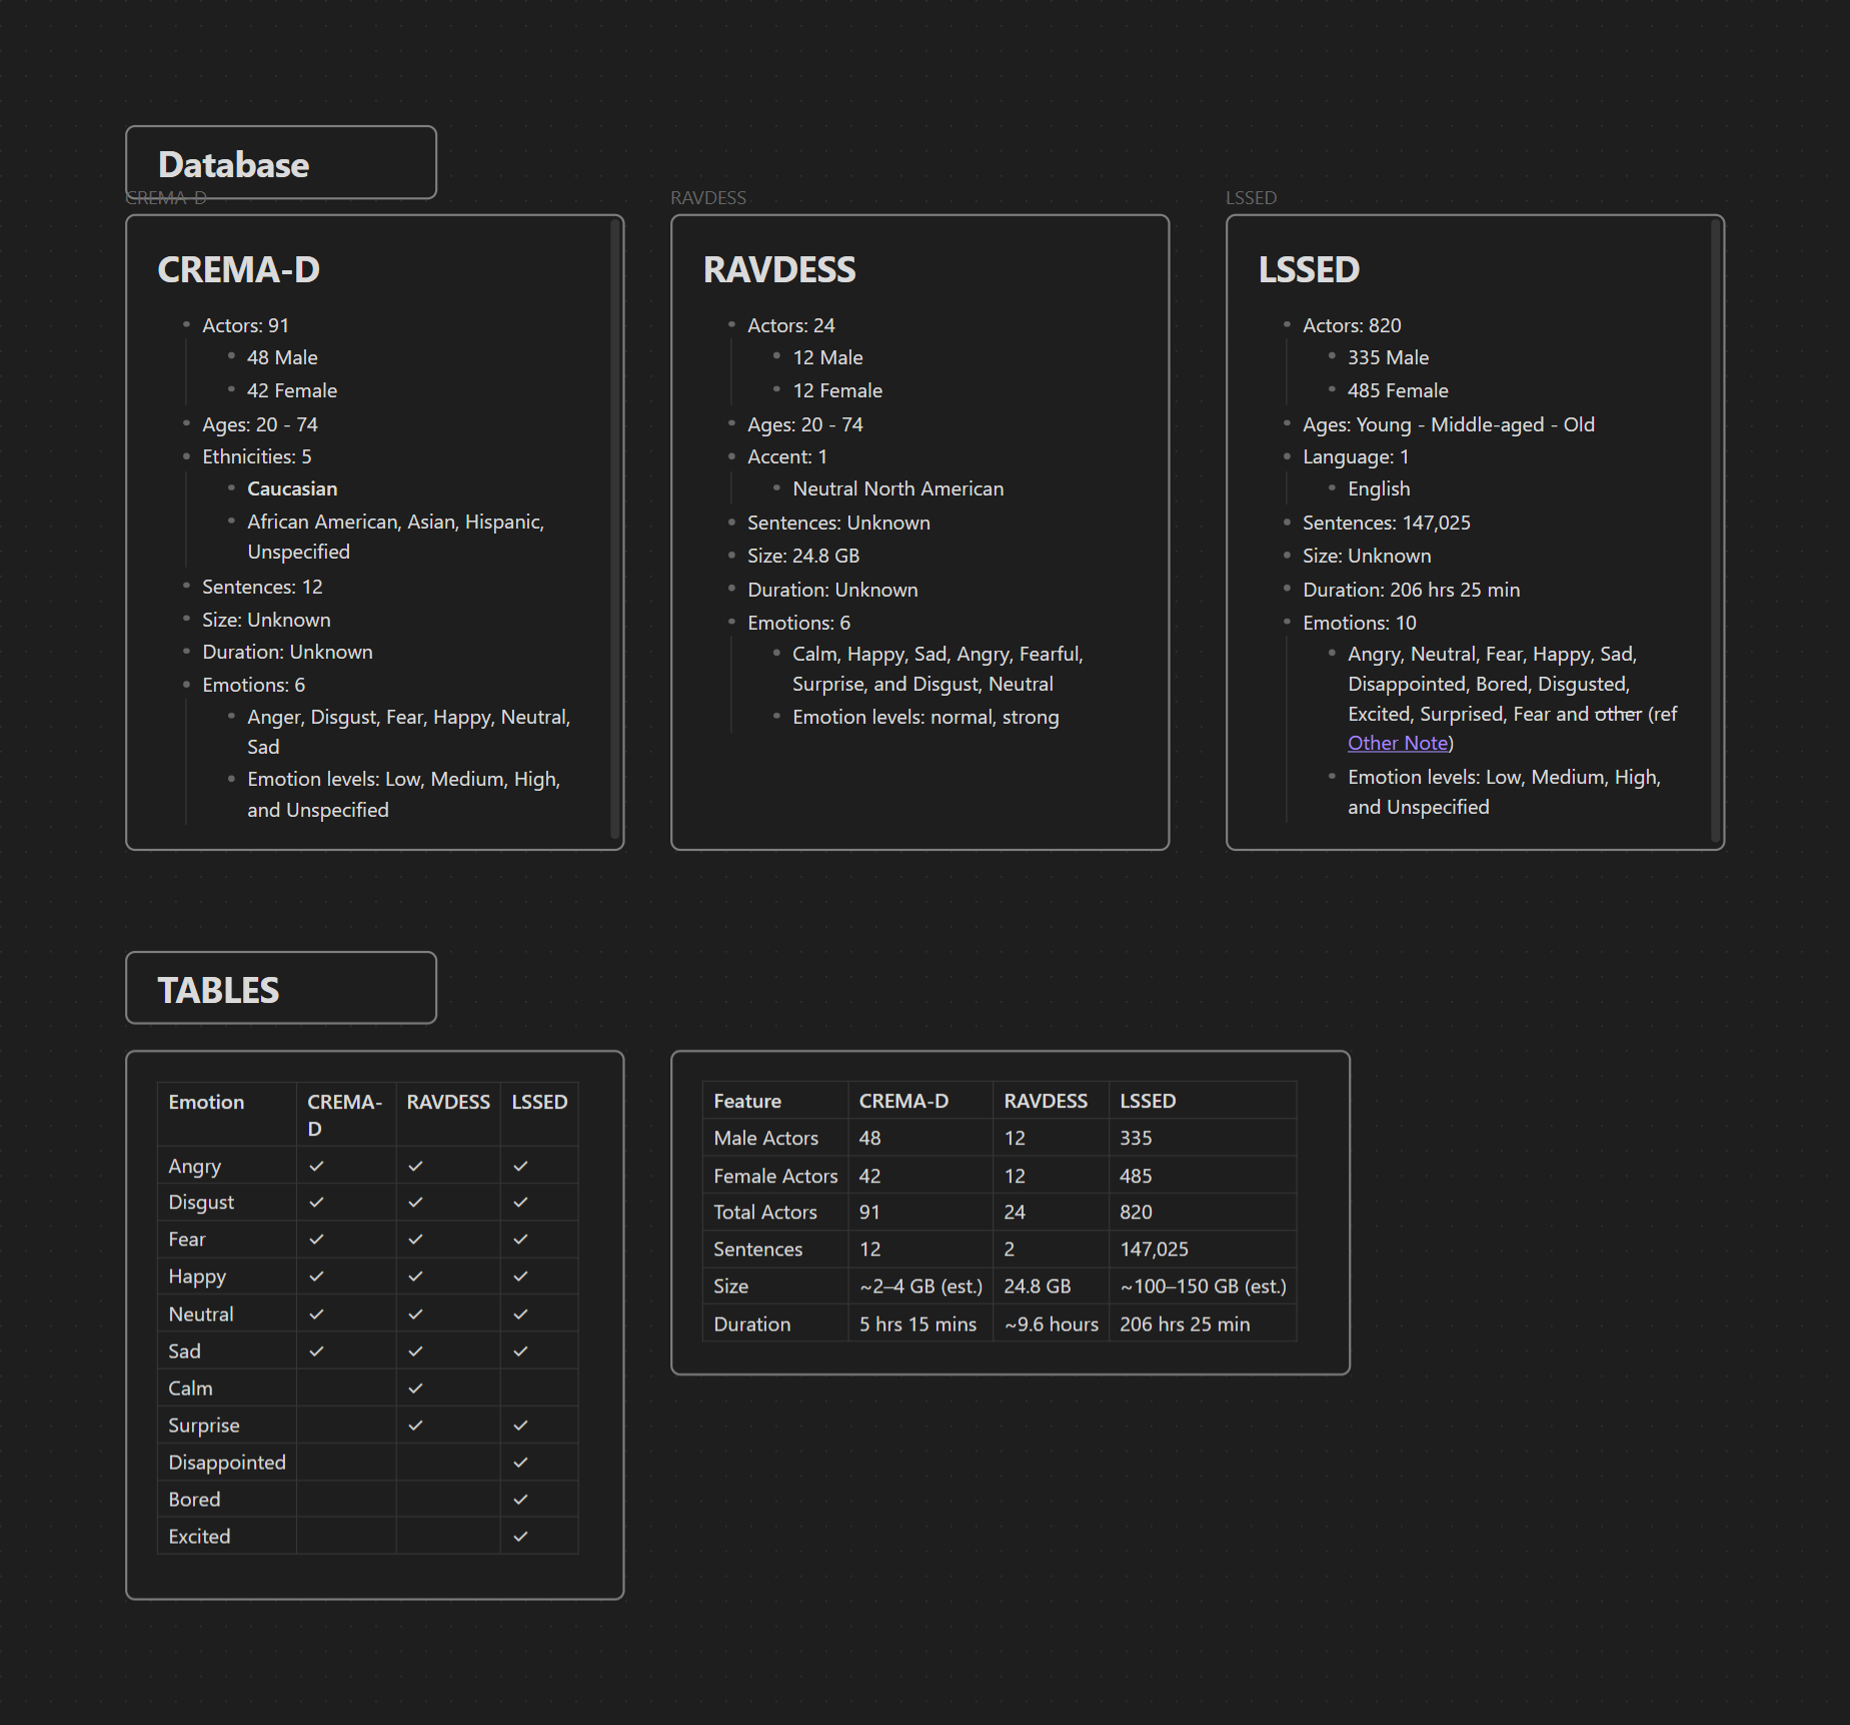 Database
CREMA-D
RAVDESS
LSSED
CREMA-D
Actors: 91
48 Male
42 Female
Ages: 20 - 74
Ethnicities: 5
Caucasian
African American, Asian, Hispanic,
Unspecified
Sentences: 12
Size: Unknown
Duration: Unknown
Emotions: 6
Anger, Disgust, Fear, Happy, Neutral,
Sad
Emotion levels: Low, Medium, High,
and Unspecified
RAVDESS
Actors: 24
12 Male
12 Female
Ages: 20 - 74
Accent: 1
Neutral North American
Sentences: Unknown
Size: 24.8 GB
Duration: Unknown
Emotions: 6
Calm, Happy, Sad, Angry, Fearful,
Surprise, and Disgust, Neutral
Emotion levels: normal, strong
LSSED
Actors: 820
335 Male
485 Female
Ages: Young - Middle-aged - Old
Language: 1
English
Sentences: 147,025
Size: Unknown
Duration: 206 hrs 25 min
Emotions: 10
Angry, Neutral, Fear, Happy, Sad,
Disappointed, Bored, Disgusted,
Excited, Surprised, Fear and other (ref
Other Note)
Emotion levels: Low, Medium, High,
and Unspecified
TABLES
Emotion CREMA-D RAVDESS LSSED
Angry ✓ ✓ ✓
Disgust ✓ ✓ ✓
Fear ✓ ✓ ✓
Happy ✓ ✓ ✓
Neutral ✓ ✓ ✓
Sad ✓ ✓ ✓
Calm ✓
Surprise ✓ ✓
Disappointed ✓
Bored ✓
Excited ✓
Feature CREMA-D RAVDESS LSSED
Male Actors 48 12 335
Female Actors 42 12 485
Total Actors 91 24 820
Sentences 12 2 147,025
Size ~2–4 GB (est.) 24.8 GB ~100–150 GB (est.)
Duration 5 hrs 15 mins ~9.6 hours 206 hrs 25 min